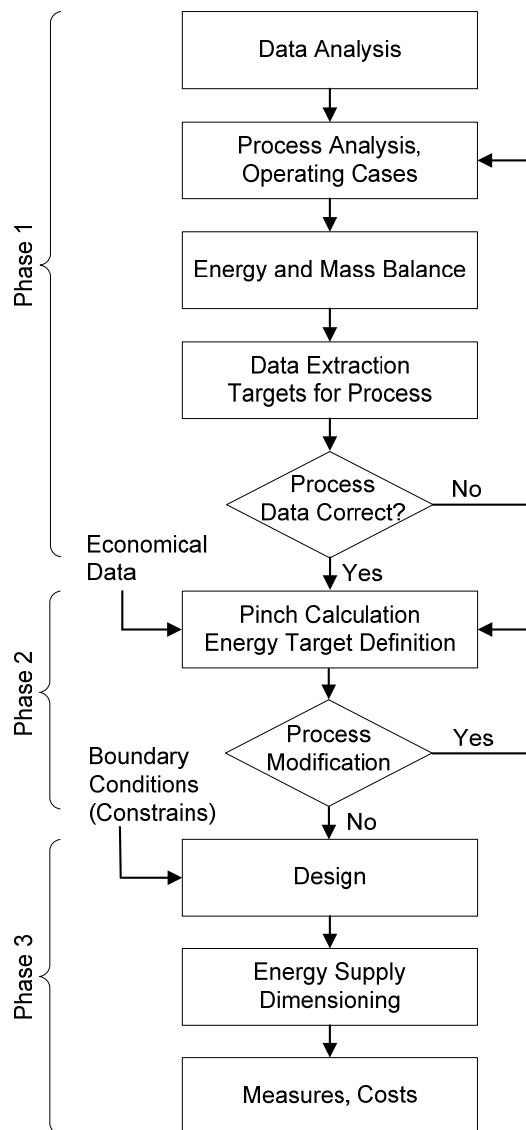 Data Analysis
Process Analysis,
Operating Cases
Phase 1
Energy and Mass Balance
Data Extraction
Targets for Process
Process
Data Correct?
No
Yes
Economical
Data
Pinch Calculation
Energy Target Definition
Phase 2
Process
Modification
Yes
No
Boundary
Conditions
(Constrains)
Design
Phase 3
Energy Supply
Dimensioning
Measures, Costs